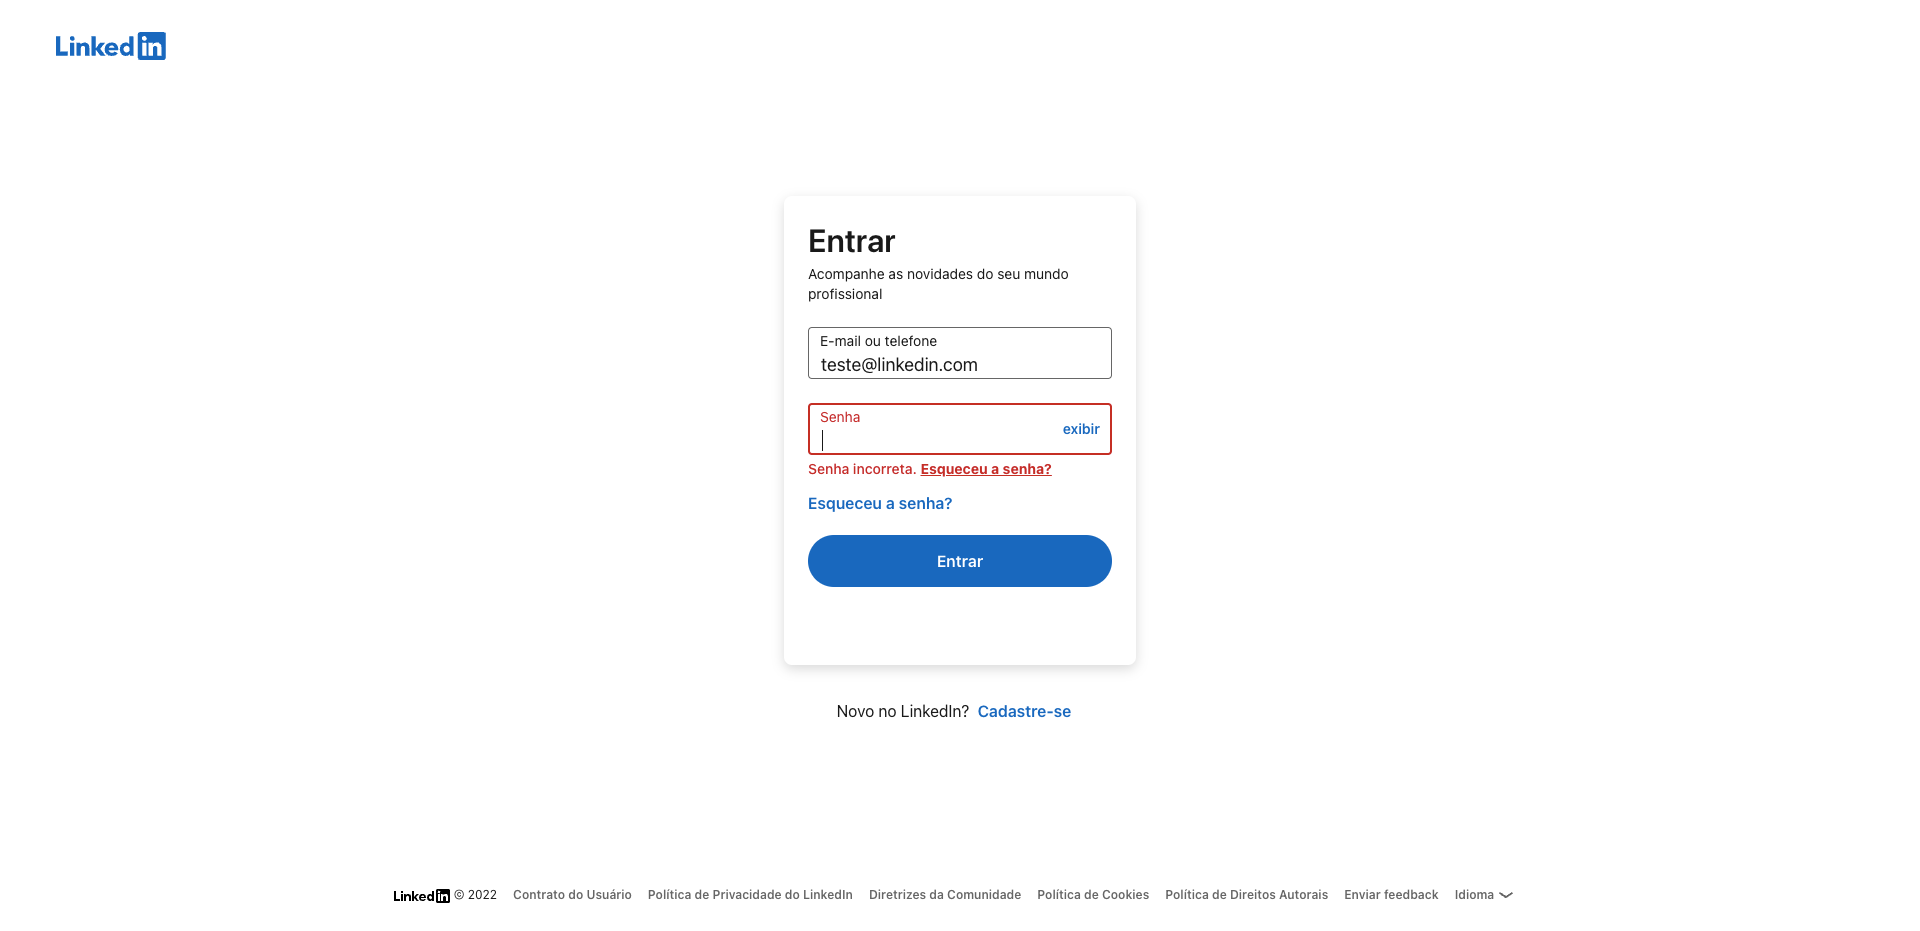 LinkedIn
Entrar
Acompanhe as novidades do seu mundo
profissional
E-mail ou telefone
teste@linkedin.com
Senha
exibir
Senha incorreta. Esqueceu a senha?
Esqueceu a senha?
Entrar
Novo no LinkedIn? Cadastre-se
LinkedIn © 2022 Contrato do Usuário Política de Privacidade do LinkedIn Diretrizes da Comunidade Política de Cookies Política de Direitos Autorais Enviar feedback Idioma